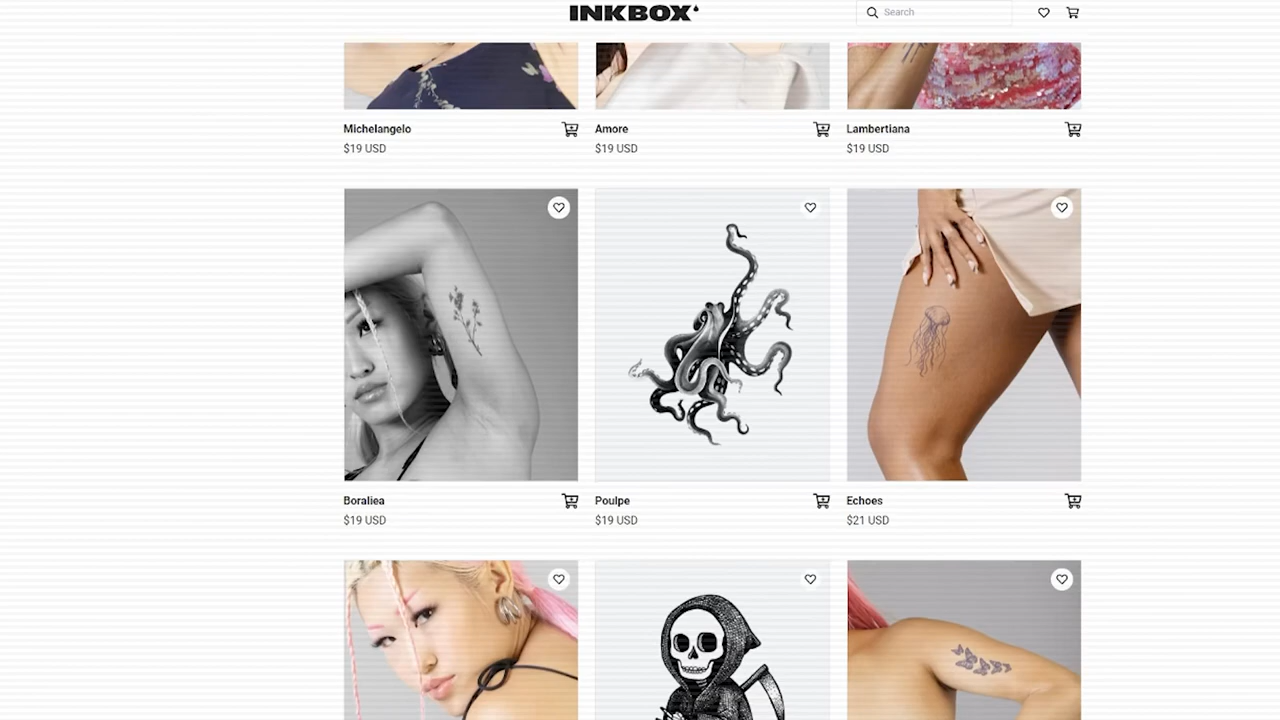 INKBOX
Search
Michelangelo
$19 USD
Amore
$19 USD
Lambertiana
$19 USD
Boraliea
$19 USD
Poulpe
$19 USD
Echoes
$21 USD